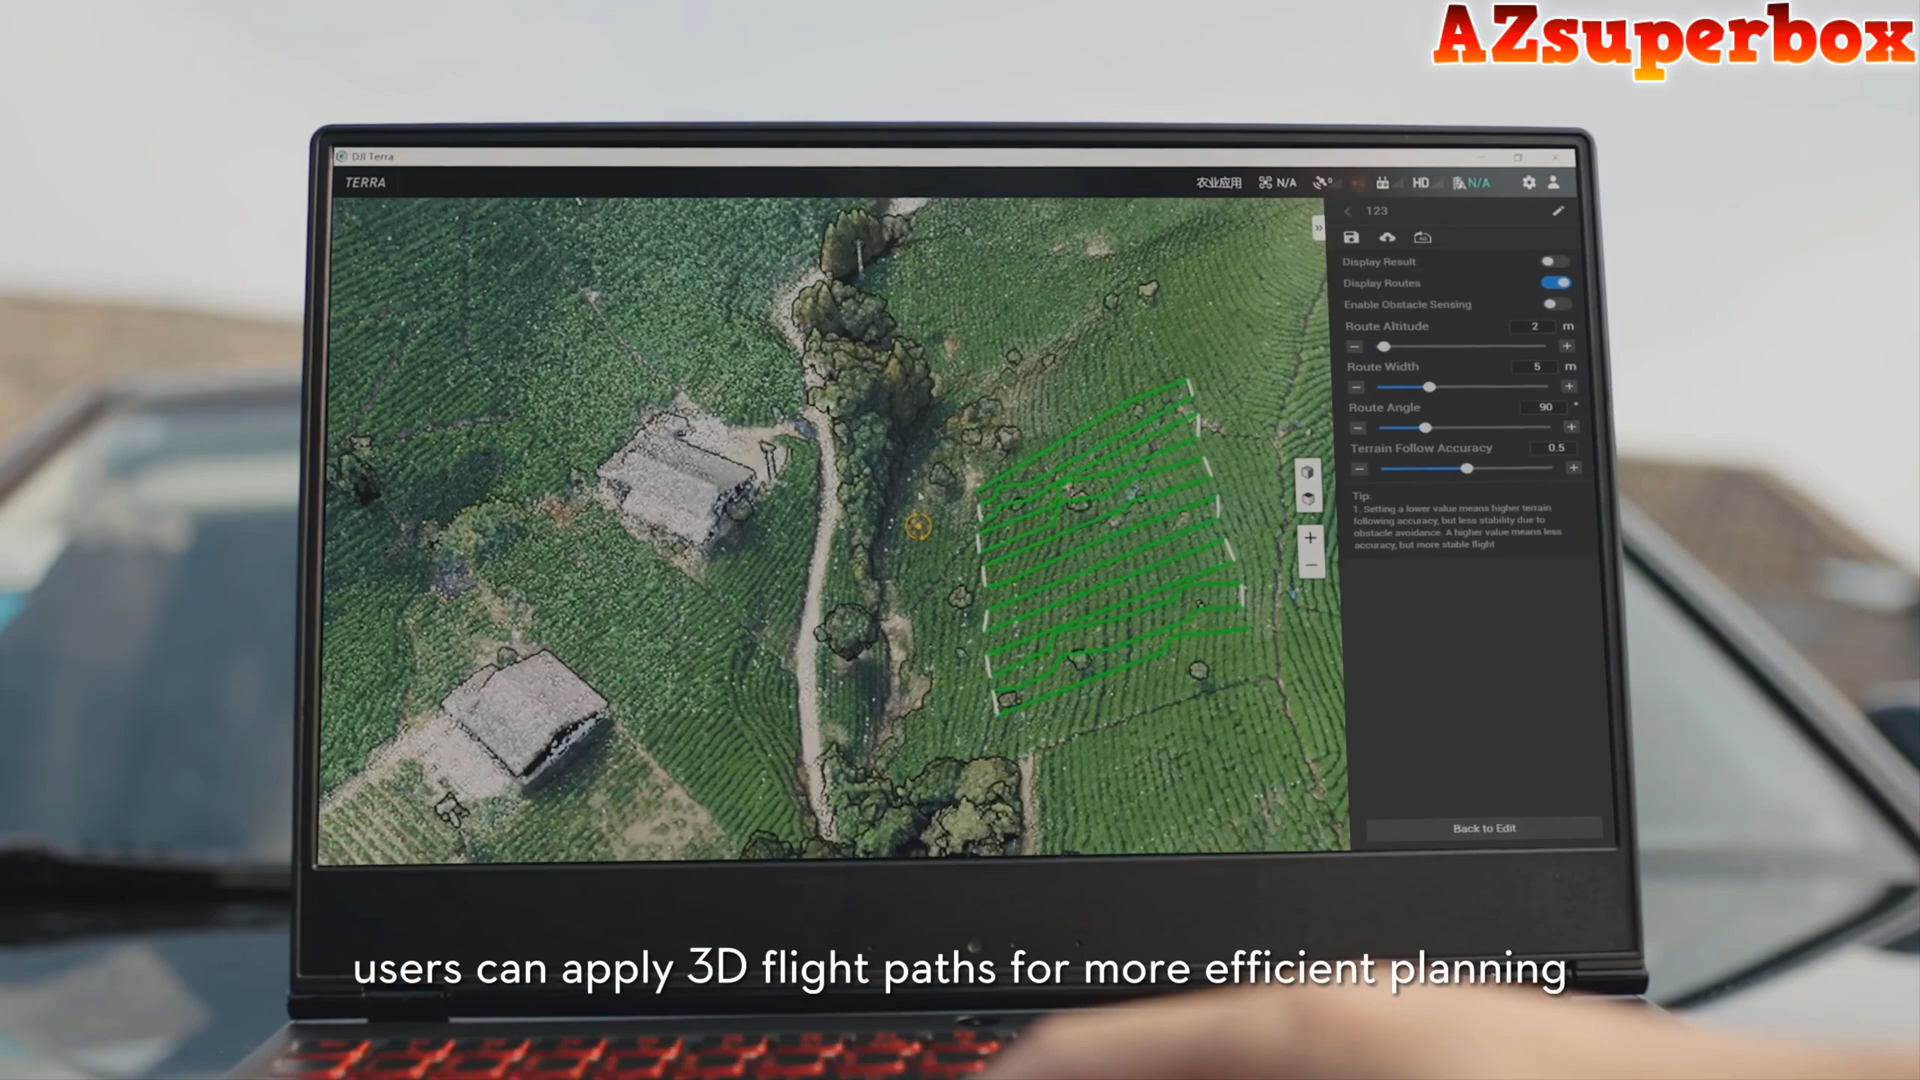 AZsuperbox
DJI Terra
TERRA
农业应用 N/A HD N/A
123
Display Result
Display Routes
Enable Obstacle Sensing
Route Altitude 2 m
Route Width 5 m
Route Angle 90 °
Terrain Follow Accuracy 0.5
Tip:
1. Setting a lower value means higher terrain
following accuracy, but less stability due to
obstacle avoidance. A higher value means less
accuracy, but more stable flight
Back to Edit
users can apply 3D flight paths for more efficient planning